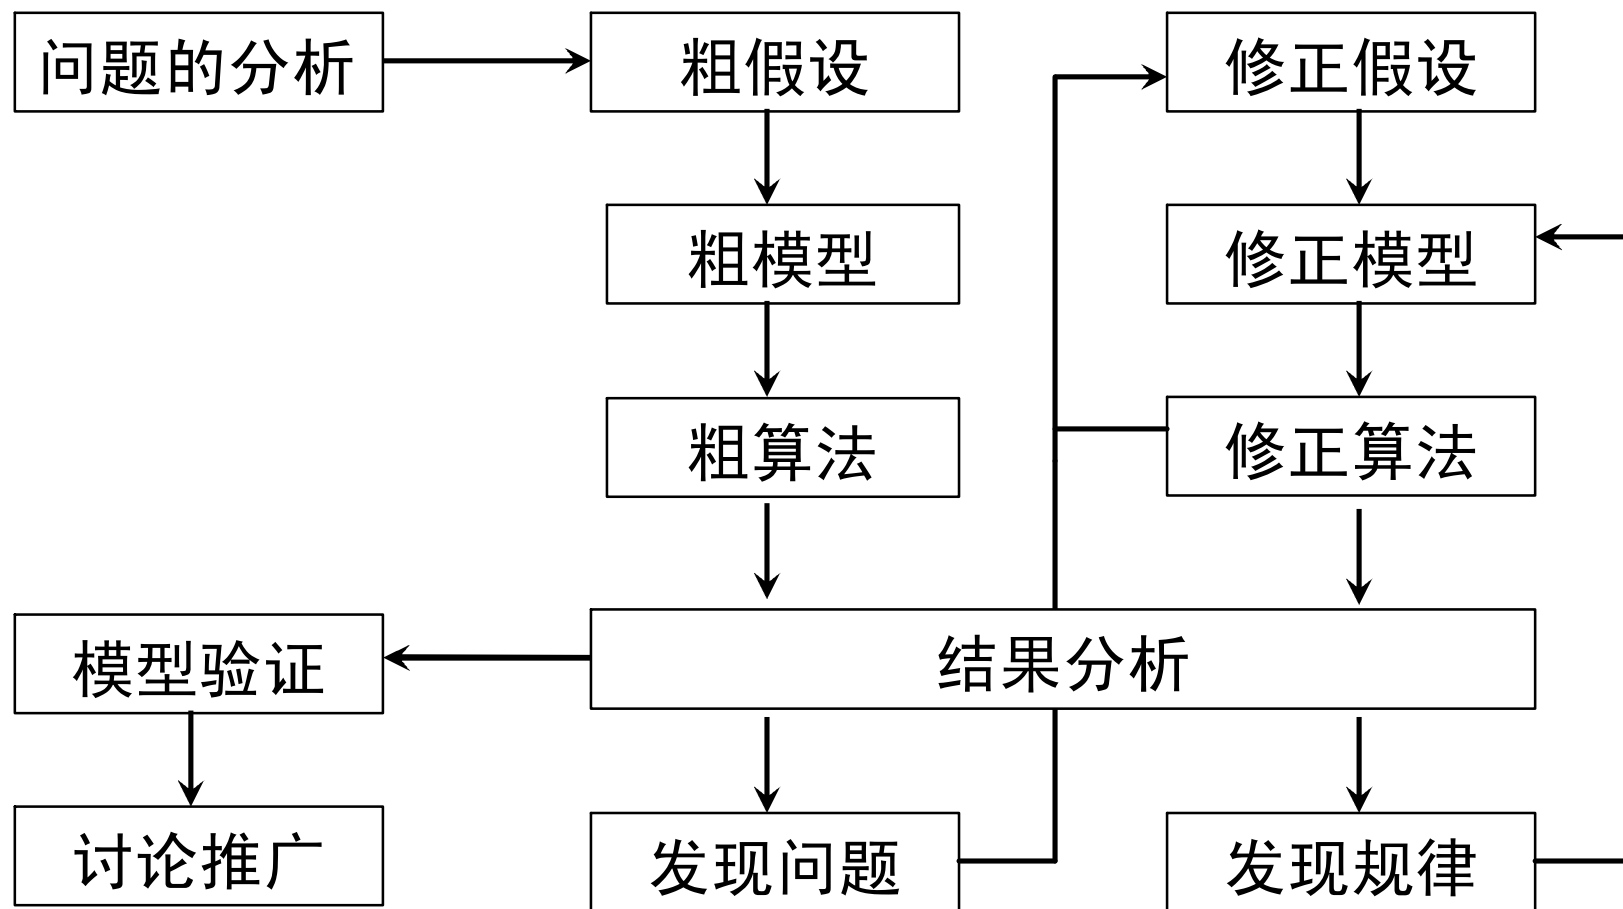 问题的分析
粗假设
修正假设
粗模型
修正模型
粗算法
修正算法
结果分析
模型验证
讨论推广
发现问题
发现规律